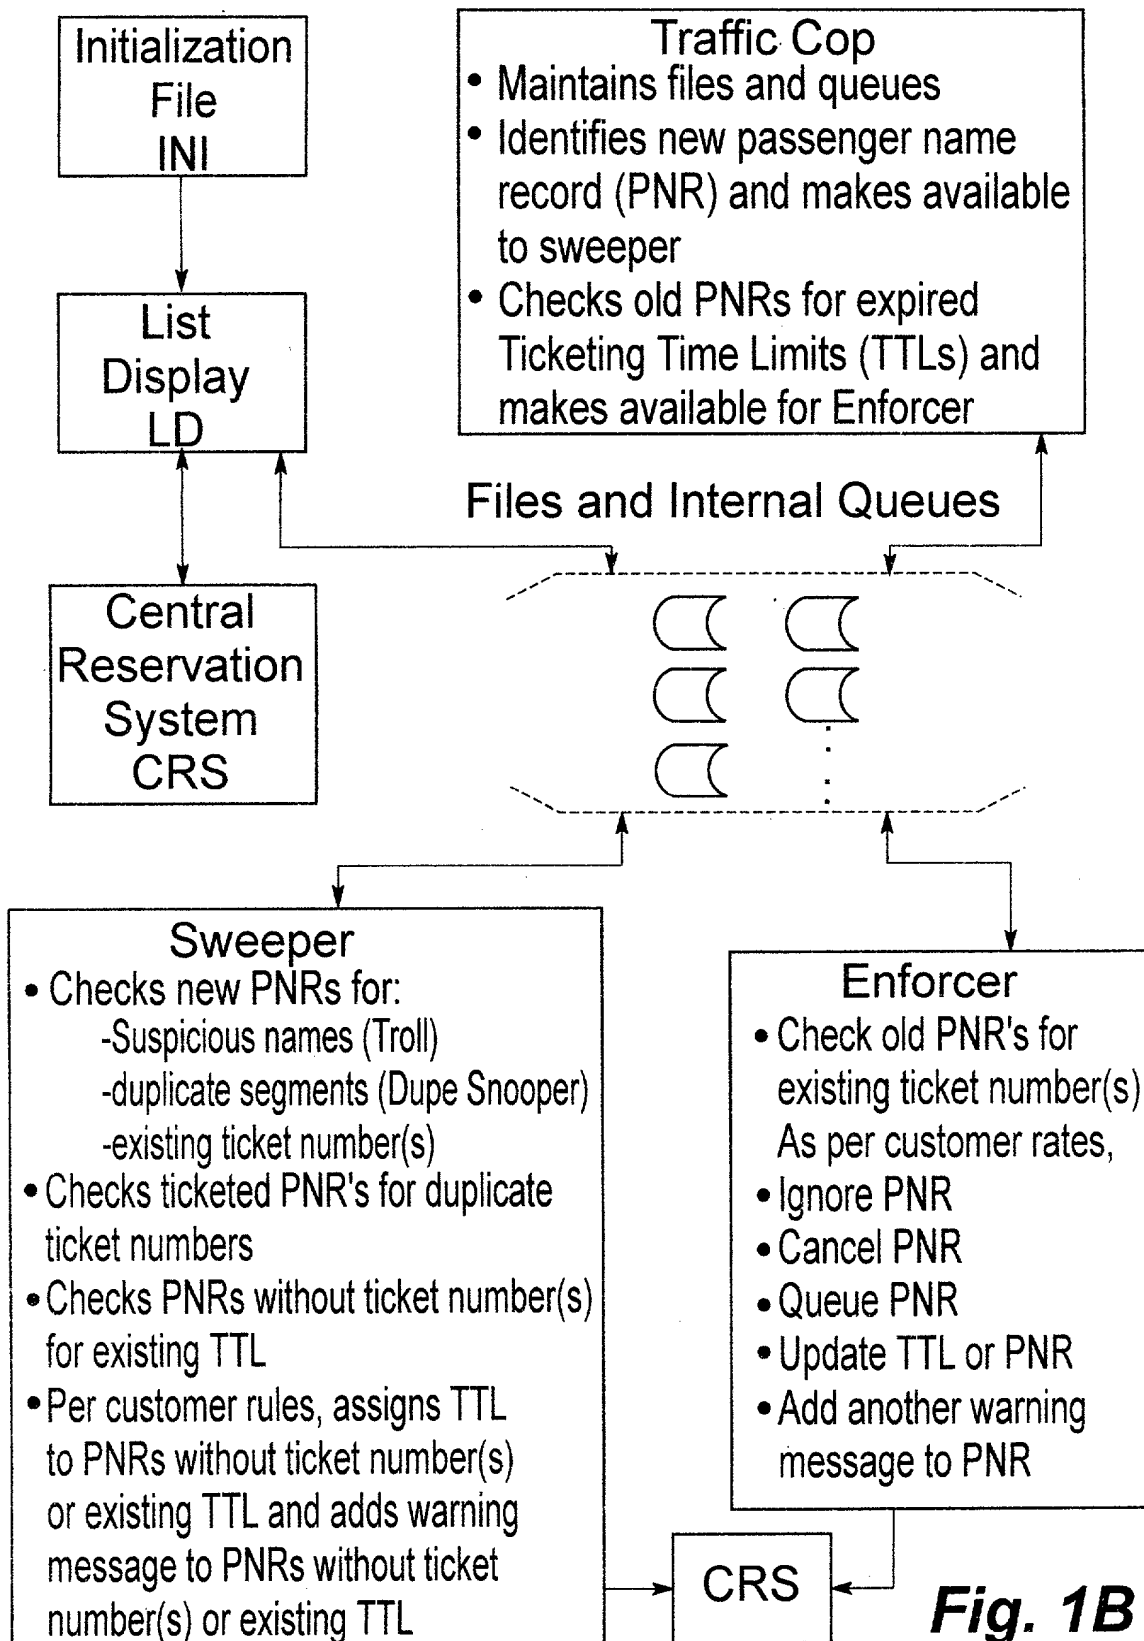 Initialization
File
INI
Traffic Cop
• Maintains files and queues
• Identifies new passenger name
record (PNR) and makes available
to sweeper
• Checks old PNRs for expired
Ticketing Time Limits (TTLs) and
makes available for Enforcer
List
Display
LD
Files and Internal Queues
Central
Reservation
System
CRS
Sweeper
• Checks new PNRs for:
-Suspicious names (Troll)
-duplicate segments (Dupe Snooper)
-existing ticket number(s)
• Checks ticketed PNR's for duplicate
ticket numbers
• Checks PNRs without ticket number(s)
for existing TTL
• Per customer rules, assigns TTL
to PNRs without ticket number(s)
or existing TTL and adds warning
message to PNRs without ticket
number(s) or existing TTL
Enforcer
• Check old PNR's for
existing ticket number(s)
As per customer rates,
• Ignore PNR
• Cancel PNR
• Queue PNR
• Update TTL or PNR
• Add another warning
message to PNR
CRS
Fig. 1B